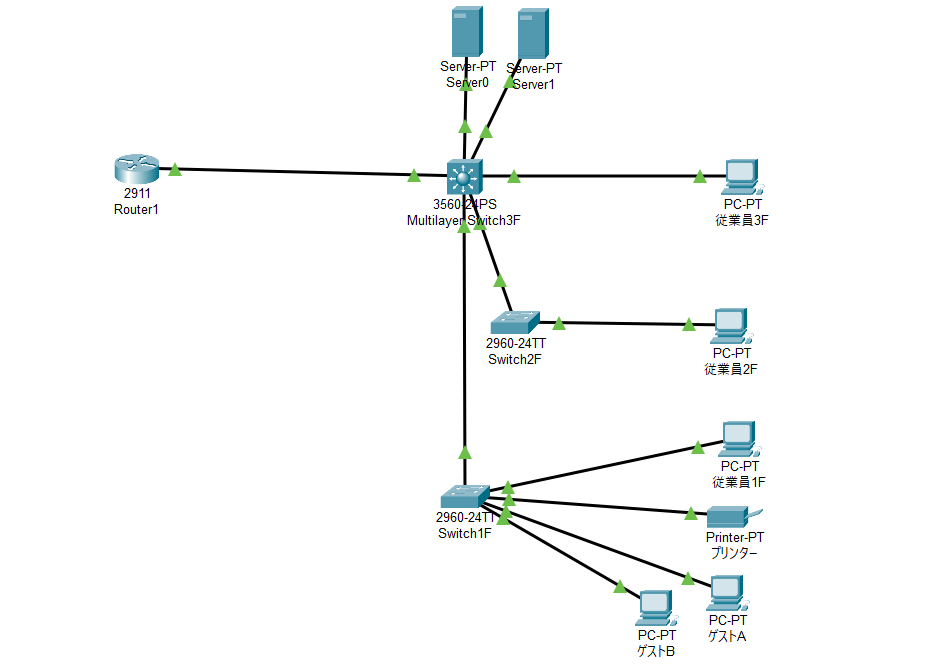 Server-PT
Server0
Server-PT
Server1
2911
Router1
3560-24PS
Multilayer Switch3F
PC-PT
従業員3F
2960-24TT
Switch2F
PC-PT
従業員2F
PC-PT
従業員1F
2960-24TT
Switch1F
Printer-PT
プリンター
PC-PT
ゲストA
PC-PT
ゲストB